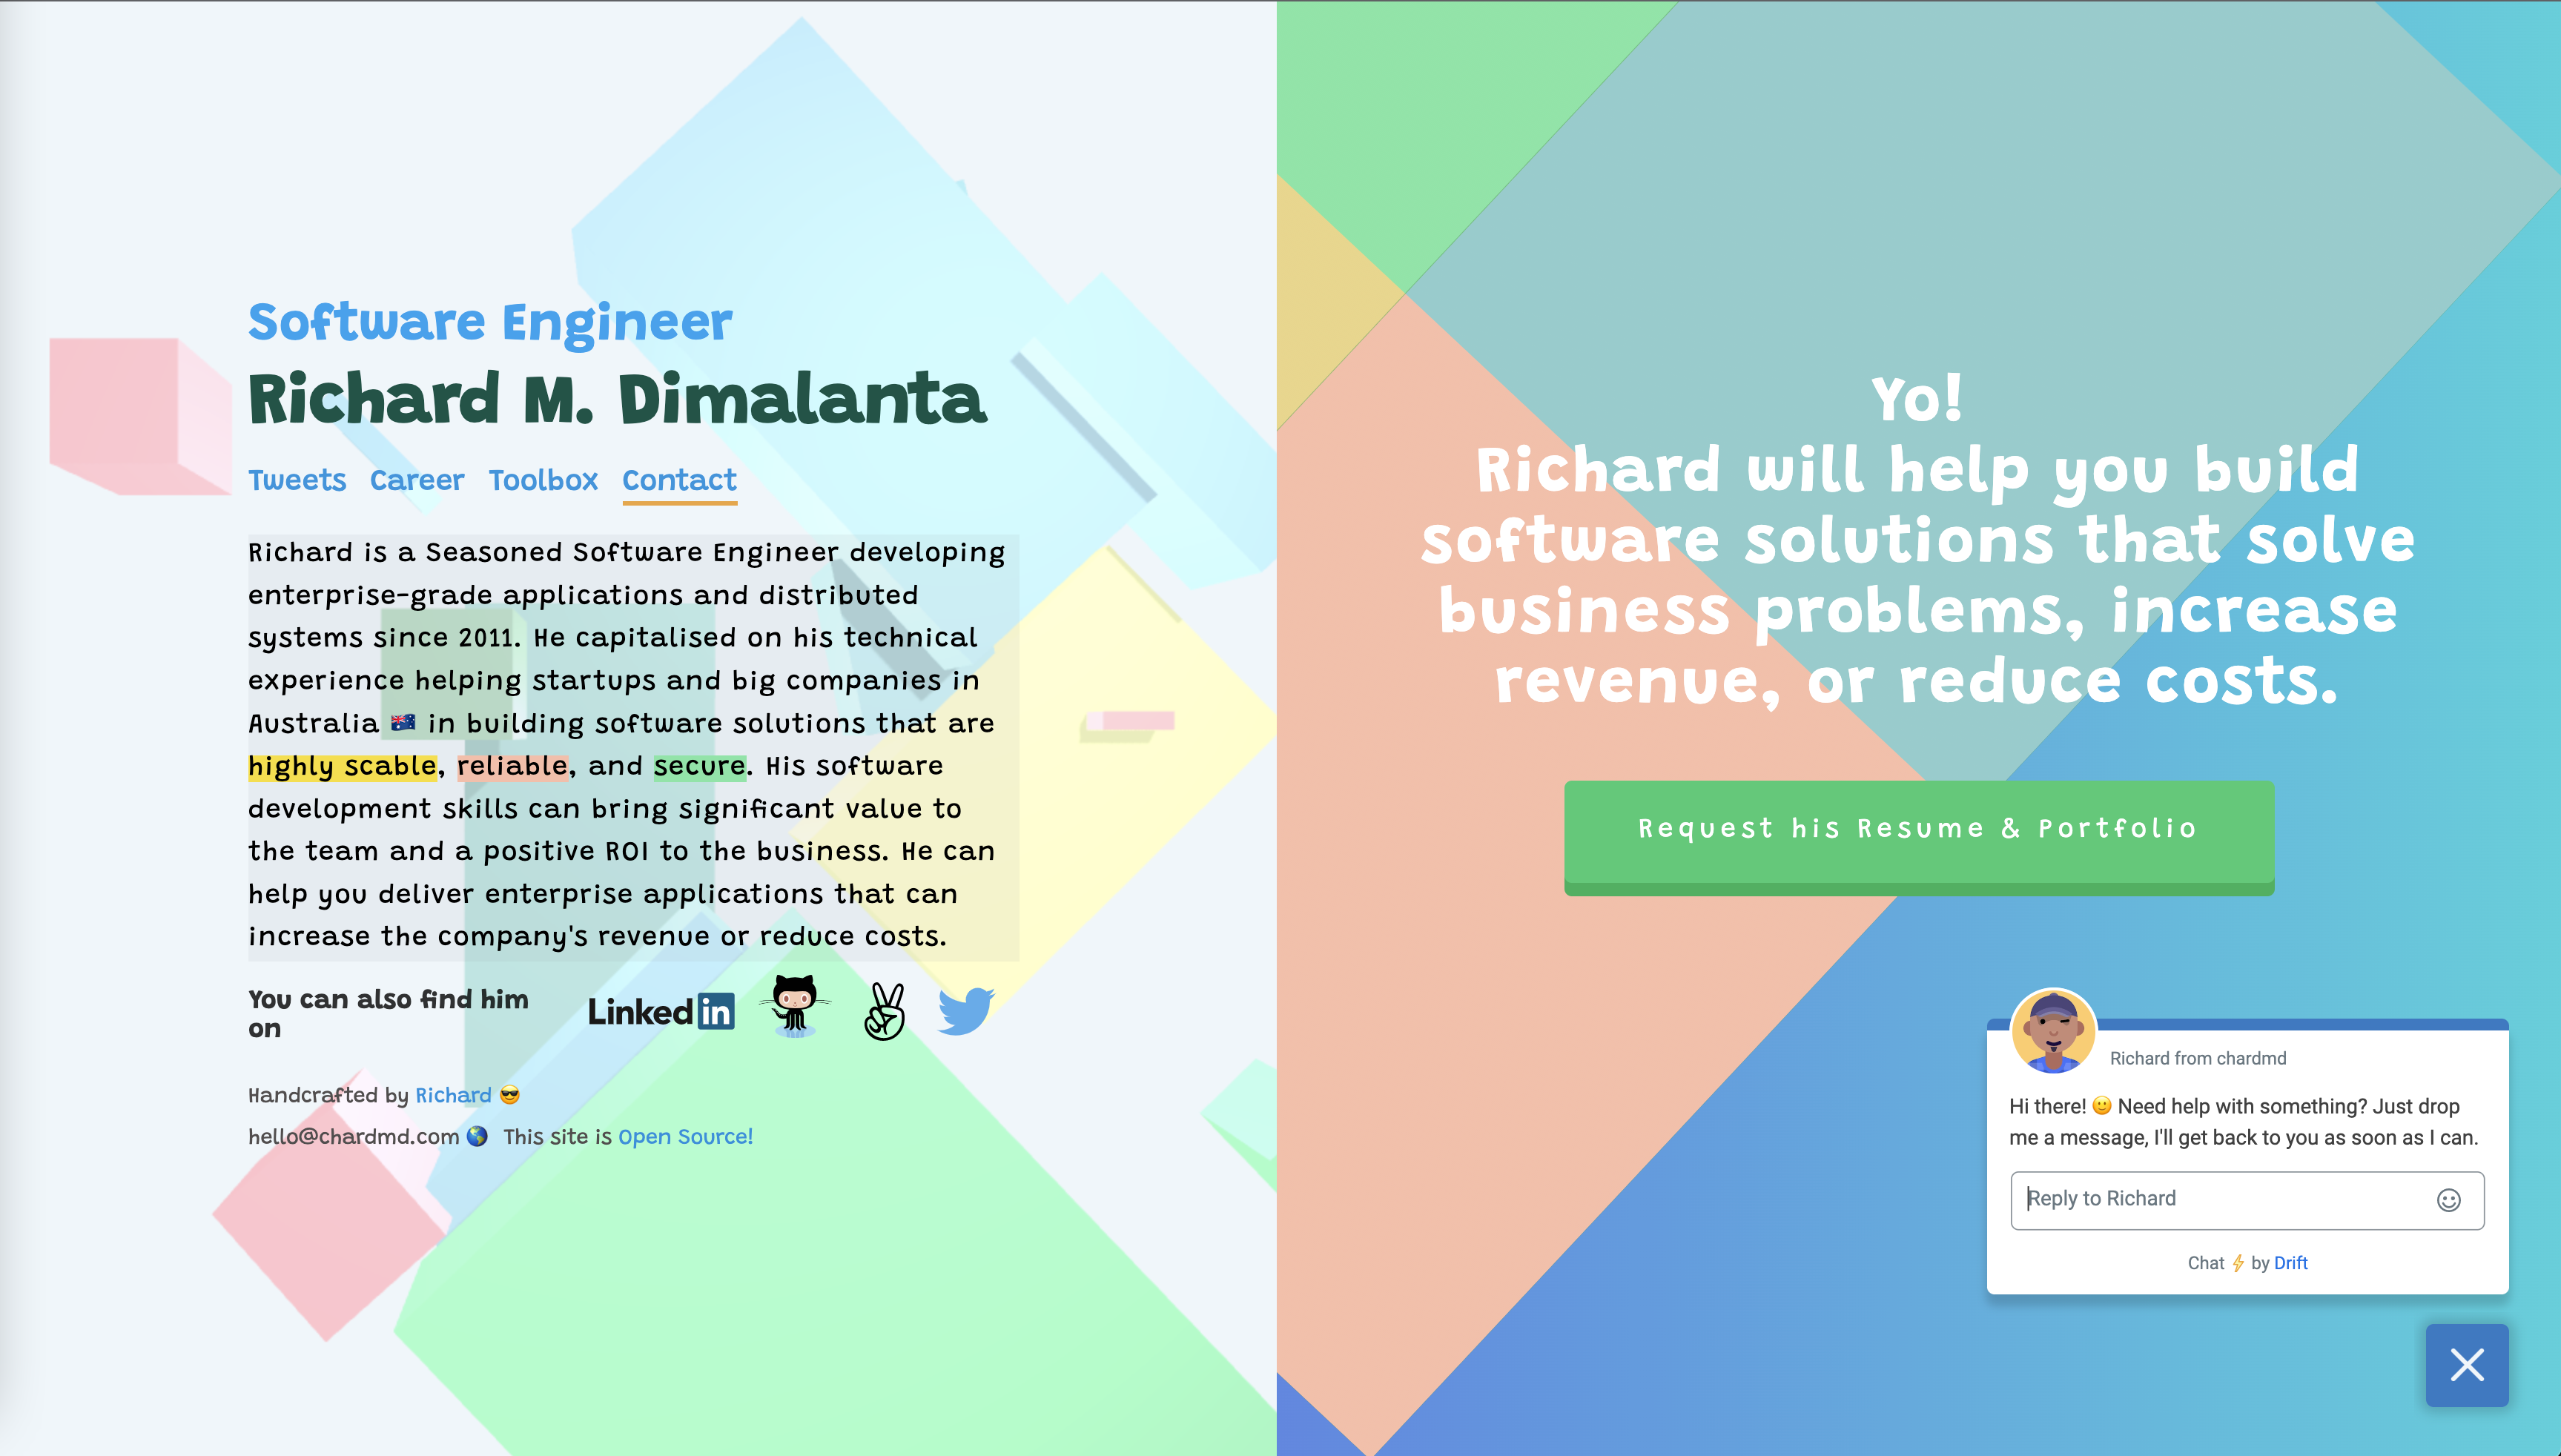 Software Engineer
Richard M. Dimalanta
Tweets Career Toolbox Contact
Richard is a Seasoned Software Engineer developing
enterprise-grade applications and distributed
systems since 2011. He capitalised on his technical
experience helping startups and big companies in
Australia 🇦🇺 in building software solutions that are
highly scable, reliable, and secure. His software
development skills can bring significant value to
the team and a positive ROI to the business. He can
help you deliver enterprise applications that can
increase the company's revenue or reduce costs.
You can also find him
on
Linked in
Handcrafted by Richard 😎
hello@chardmd.com 🌎 This site is Open Source!
Yo!
Richard will help you build
software solutions that solve
business problems, increase
revenue, or reduce costs.
Request his Resume & Portfolio
Richard from chardmd
Hi there! 🙂 Need help with something? Just drop
me a message, I'll get back to you as soon as I can.
Reply to Richard
Chat ⚡ by Drift